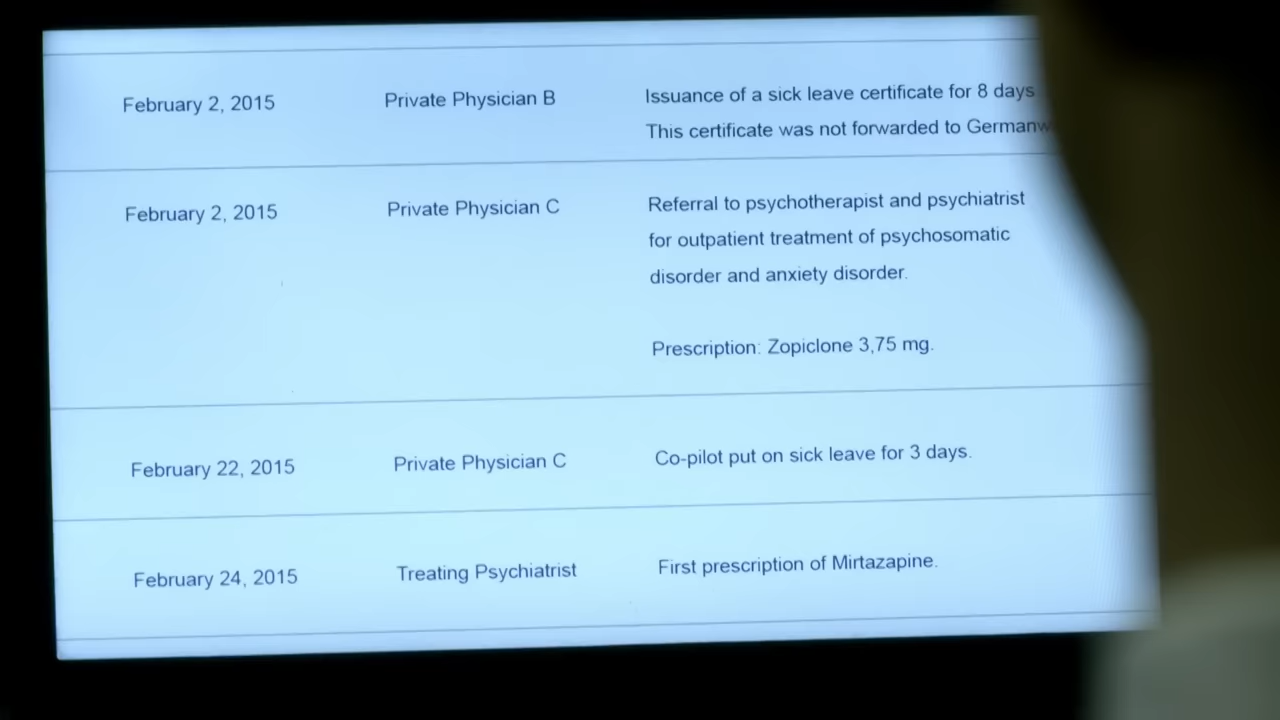 February 2, 2015 Private Physician B Issuance of a sick leave certificate for 8 days
This certificate was not forwarded to
February 2, 2015 Private Physician C Referral to psychotherapist and psychiatrist
for outpatient treatment of psychosomatic
disorder and anxiety disorder.
Prescription: Zopiclone 3,75 mg.
February 22, 2015 Private Physician C Co-pilot put on sick leave for 3 days.
February 24, 2015 Treating Psychiatrist First prescription of Mirtazapine.